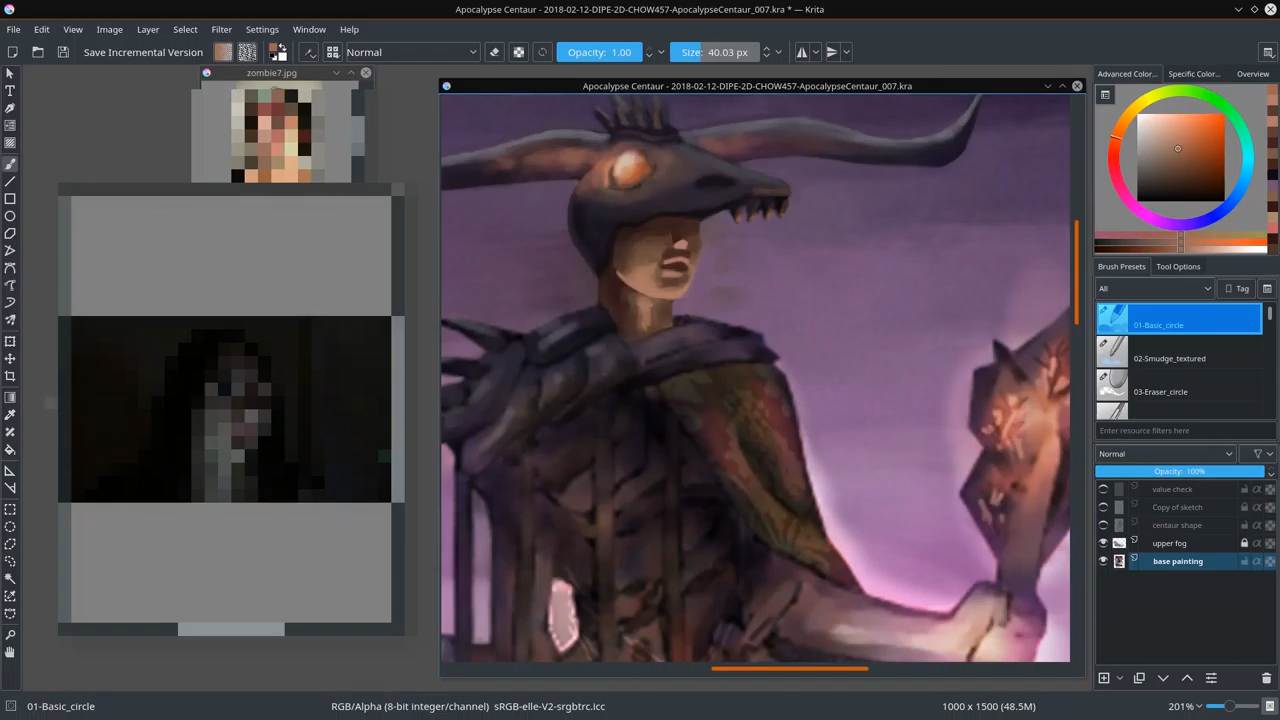 Apocalypse Centaur - 2018-02-12-DIPE-2D-CHOW457-ApocalypseCentaur_007.kra * — Krita
File Edit View Image Layer Select Filter Settings Window Help
Save Incremental Version Normal Opacity: 1.00 Size: 40.03 px
zombie7.jpg
Apocalypse Centaur - 2018-02-12-DIPE-2D-CHOW457-ApocalypseCentaur_007.kra
Advanced Color... Specific Color... Overview
Brush Presets Tool Options
All Tag
01-Basic_circle
02-Smudge_textured
03-Eraser_circle
Enter resource filters here
Normal
Opacity: 100%
value check
Copy of sketch
centaur shape
upper fog
base painting
01-Basic_circle RGB/Alpha (8-bit integer/channel) sRGB-elle-V2-srgbtrc.icc 1000 x 1500 (48.5M) 201%